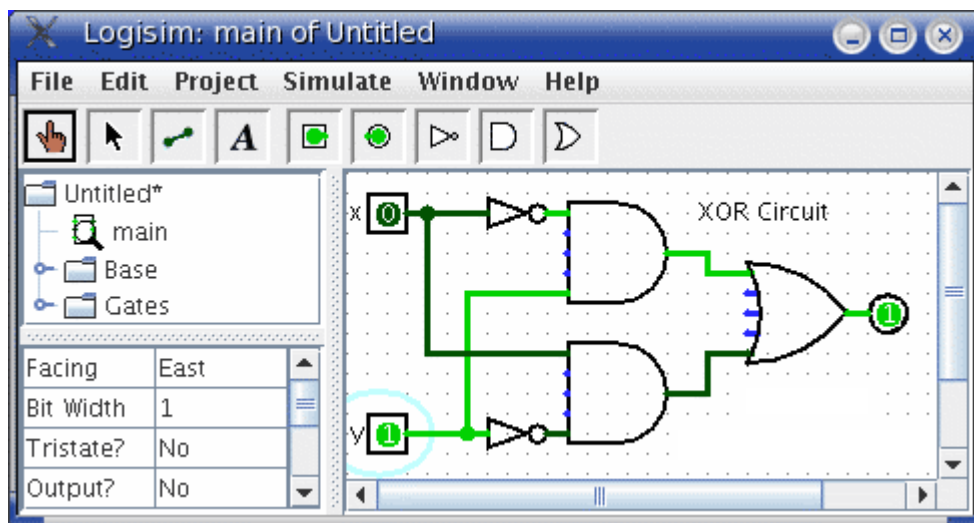 Logisim: main of Untitled
File Edit Project Simulate Window Help
A
Untitled*
main
Base
Gates
Facing East
Bit Width 1
Tristate? No
Output? No
XOR Circuit
x 0
1
y 1